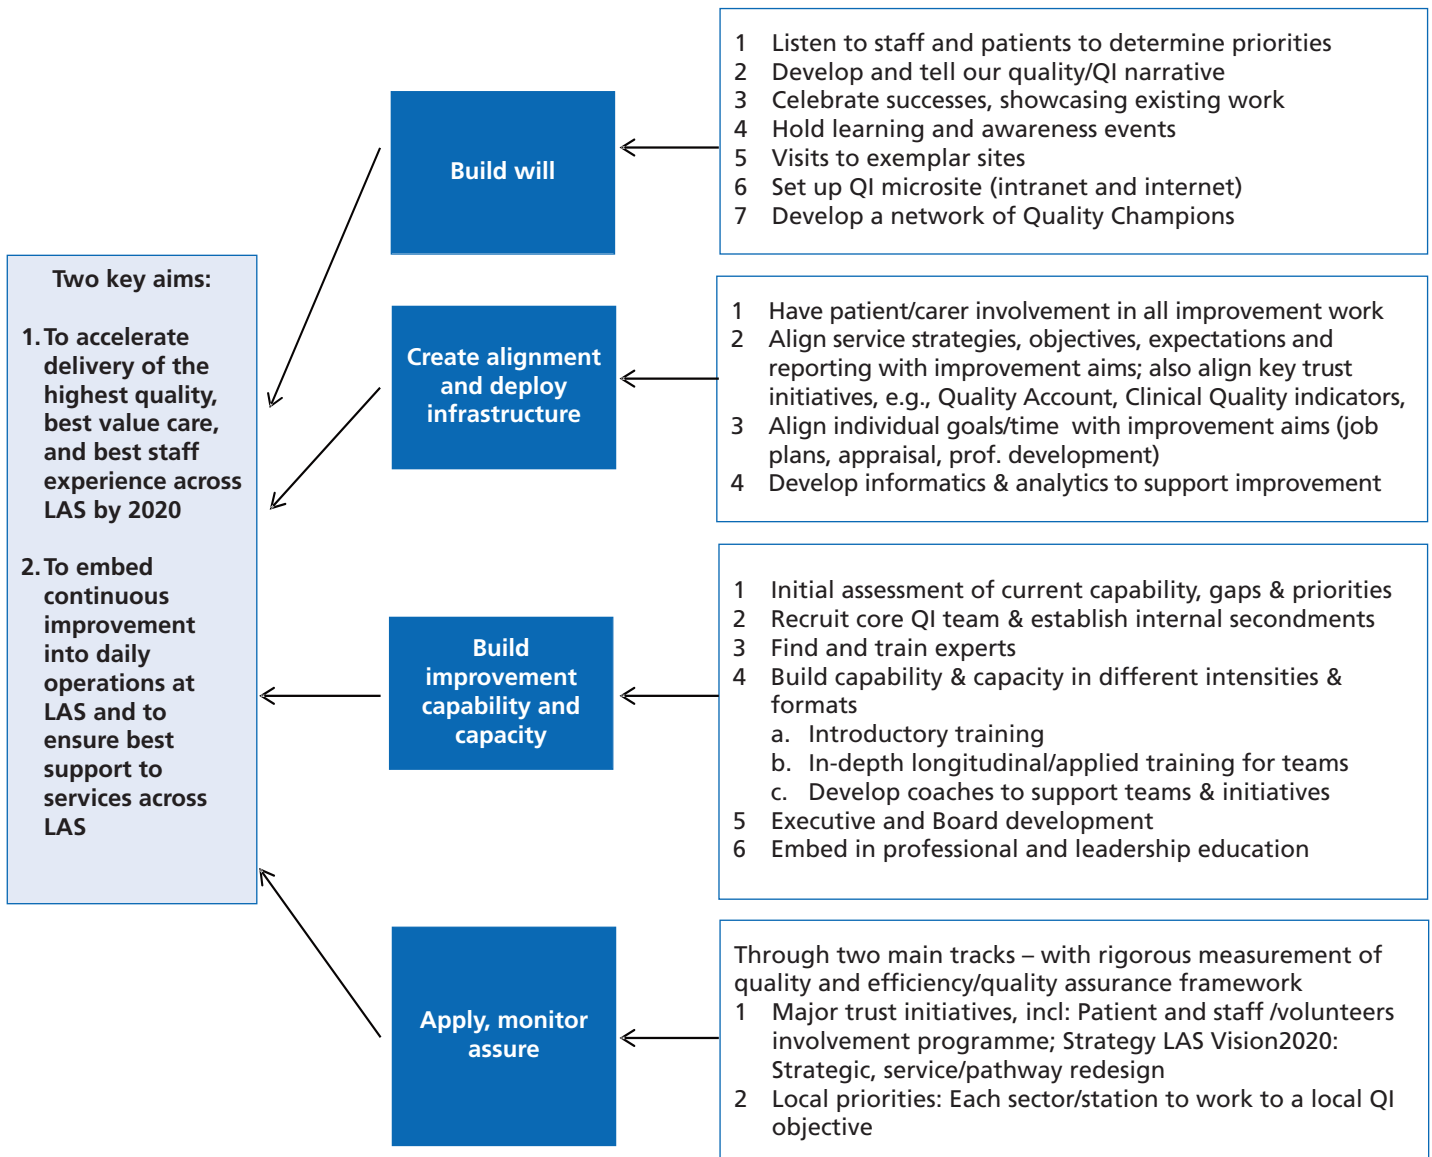 Two key aims:
1. To accelerate
delivery of the
highest quality,
best value care,
and best staff
experience across
LAS by 2020
2. To embed
continuous
improvement
into daily
operations at
LAS and to
ensure best
support to
services across
LAS
Build will
1 Listen to staff and patients to determine priorities
2 Develop and tell our quality/QI narrative
3 Celebrate successes, showcasing existing work
4 Hold learning and awareness events
5 Visits to exemplar sites
6 Set up QI microsite (intranet and internet)
7 Develop a network of Quality Champions
Create alignment
and deploy
infrastructure
1 Have patient/carer involvement in all improvement work
2 Align service strategies, objectives, expectations and
reporting with improvement aims; also align key trust
initiatives, e.g., Quality Account, Clinical Quality indicators,
3 Align individual goals/time with improvement aims (job
plans, appraisal, prof. development)
4 Develop informatics & analytics to support improvement
Build
improvement
capability and
capacity
1 Initial assessment of current capability, gaps & priorities
2 Recruit core QI team & establish internal secondments
3 Find and train experts
4 Build capability & capacity in different intensities &
formats
a. Introductory training
b. In-depth longitudinal/applied training for teams
c. Develop coaches to support teams & initiatives
5 Executive and Board development
6 Embed in professional and leadership education
Apply, monitor
assure
Through two main tracks – with rigorous measurement of
quality and efficiency/quality assurance framework
1 Major trust initiatives, incl: Patient and staff /volunteers
involvement programme; Strategy LAS Vision2020:
Strategic, service/pathway redesign
2 Local priorities: Each sector/station to work to a local QI
objective